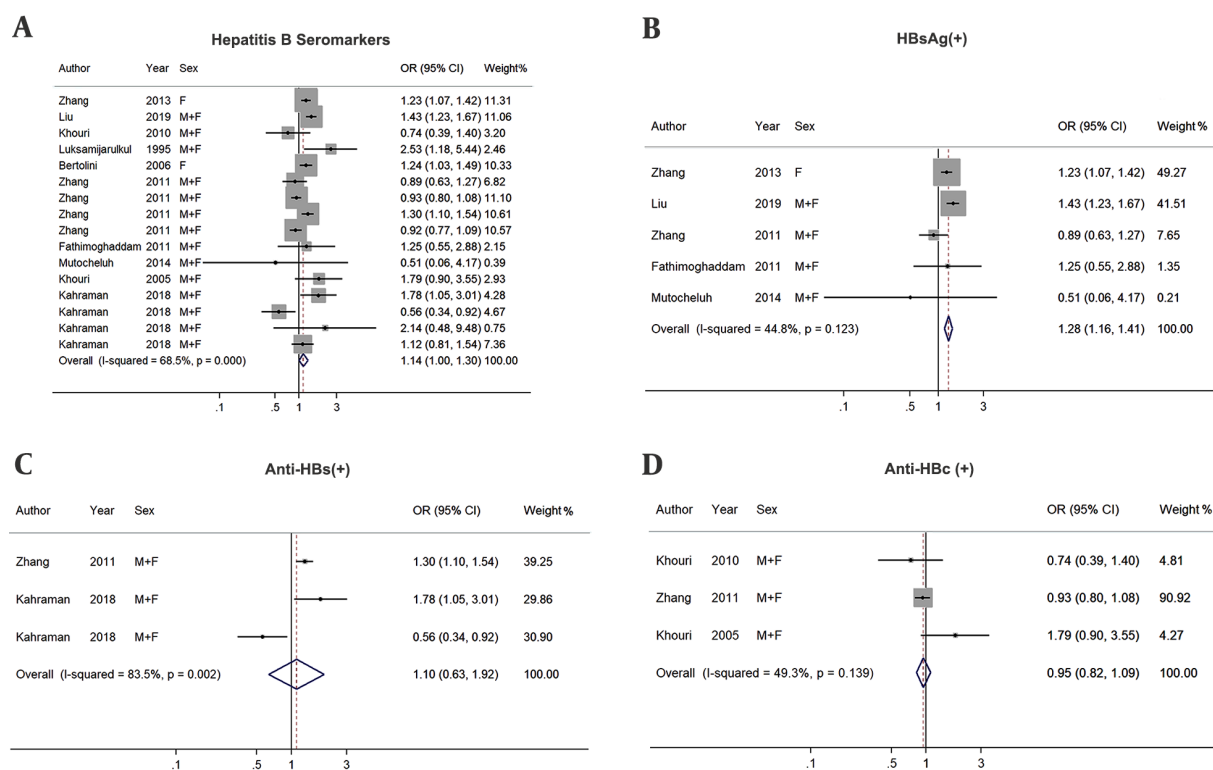 A
Hepatitis B Seromarkers
Author Year Sex OR (95% CI) Weight%
Zhang 2013 F 1.23 (1.07, 1.42) 11.31
Liu 2019 M+F 1.43 (1.23, 1.67) 11.06
Khouri 2010 M+F 0.74 (0.39, 1.40) 3.20
Luksamijarulkul 1995 M+F 2.53 (1.18, 5.44) 2.46
Bertolini 2006 F 1.24 (1.03, 1.49) 10.33
Zhang 2011 M+F 0.89 (0.63, 1.27) 6.82
Zhang 2011 M+F 0.93 (0.80, 1.08) 11.10
Zhang 2011 M+F 1.30 (1.10, 1.54) 10.61
Zhang 2011 M+F 0.92 (0.77, 1.09) 10.57
Fathimoghaddam 2011 M+F 1.25 (0.55, 2.88) 2.15
Mutocheluh 2014 M+F 0.51 (0.06, 4.17) 0.39
Khouri 2005 M+F 1.79 (0.90, 3.55) 2.93
Kahraman 2018 M+F 1.78 (1.05, 3.01) 4.28
Kahraman 2018 M+F 0.56 (0.34, 0.92) 4.67
Kahraman 2018 M+F 2.14 (0.48, 9.48) 0.75
Kahraman 2018 M+F 1.12 (0.81, 1.54) 7.36
Overall (I-squared = 68.5%, p = 0.000) 1.14 (1.00, 1.30) 100.00
.1 .5 1 3
B
HBsAg(+)
Author Year Sex OR (95% CI) Weight%
Zhang 2013 F 1.23 (1.07, 1.42) 49.27
Liu 2019 M+F 1.43 (1.23, 1.67) 41.51
Zhang 2011 M+F 0.89 (0.63, 1.27) 7.65
Fathimoghaddam 2011 M+F 1.25 (0.55, 2.88) 1.35
Mutocheluh 2014 M+F 0.51 (0.06, 4.17) 0.21
Overall (I-squared = 44.8%, p = 0.123) 1.28 (1.16, 1.41) 100.00
.1 .5 1 3
C
Anti-HBs(+)
Author Year Sex OR (95% CI) Weight %
Zhang 2011 M+F 1.30 (1.10, 1.54) 39.25
Kahraman 2018 M+F 1.78 (1.05, 3.01) 29.86
Kahraman 2018 M+F 0.56 (0.34, 0.92) 30.90
Overall (I-squared = 83.5%, p = 0.002) 1.10 (0.63, 1.92) 100.00
.1 .5 1 3
D
Anti-HBc (+)
Author Year Sex OR (95% CI) Weight %
Khouri 2010 M+F 0.74 (0.39, 1.40) 4.81
Zhang 2011 M+F 0.93 (0.80, 1.08) 90.92
Khouri 2005 M+F 1.79 (0.90, 3.55) 4.27
Overall (I-squared = 49.3%, p = 0.139) 0.95 (0.82, 1.09) 100.00
.1 .5 1 3